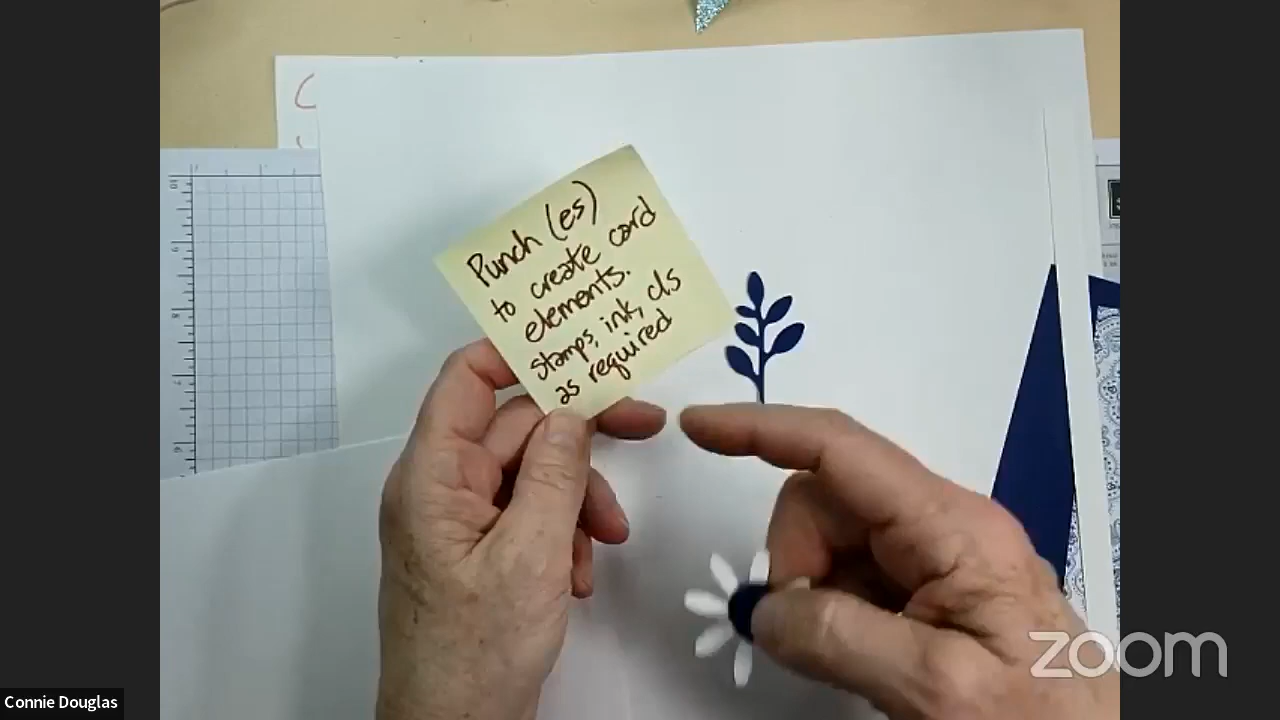 Punch (es)
to create card
elements.
stamps, ink, cls
as required
zoom
Connie Douglas